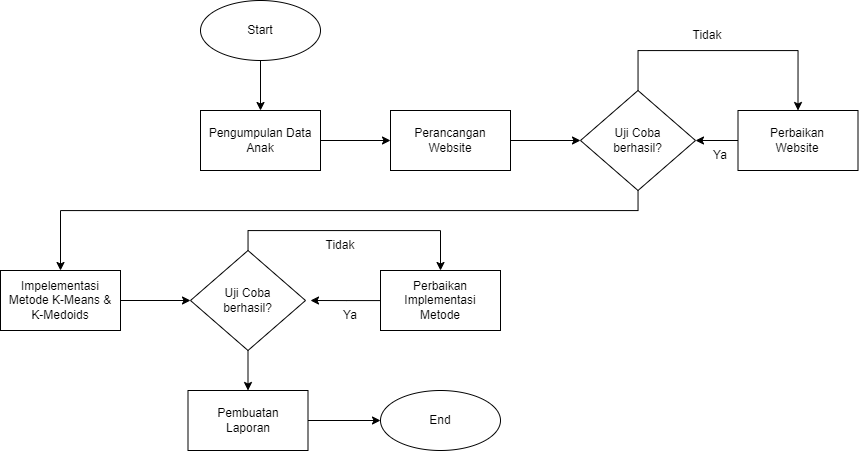 Start
Pengumpulan Data
Anak
Perancangan
Website
Uji Coba
berhasil?
Tidak
Perbaikan
Website
Ya
Impelementasi
Metode K-Means &
K-Medoids
Uji Coba
berhasil?
Tidak
Perbaikan
Implementasi
Metode
Ya
Pembuatan
Laporan
End